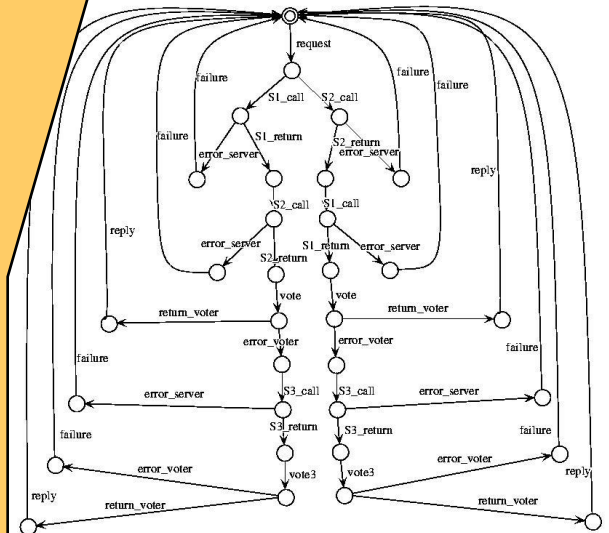 request
S1_call
S2_call
failure
failure
failure
failure
S1_return
S2_return
error_server
error_server
reply
S2_call
S1_call
reply
error_server
S1_return
error_server
S2_return
vote
vote
return_voter
return_voter
error_voter
error_voter
failure
failure
error_server
S3_call
S3_call
error_server
S3_return
S3_return
failure
failure
error_voter
vote3
vote3
error_voter
reply
reply
return_voter
return_voter